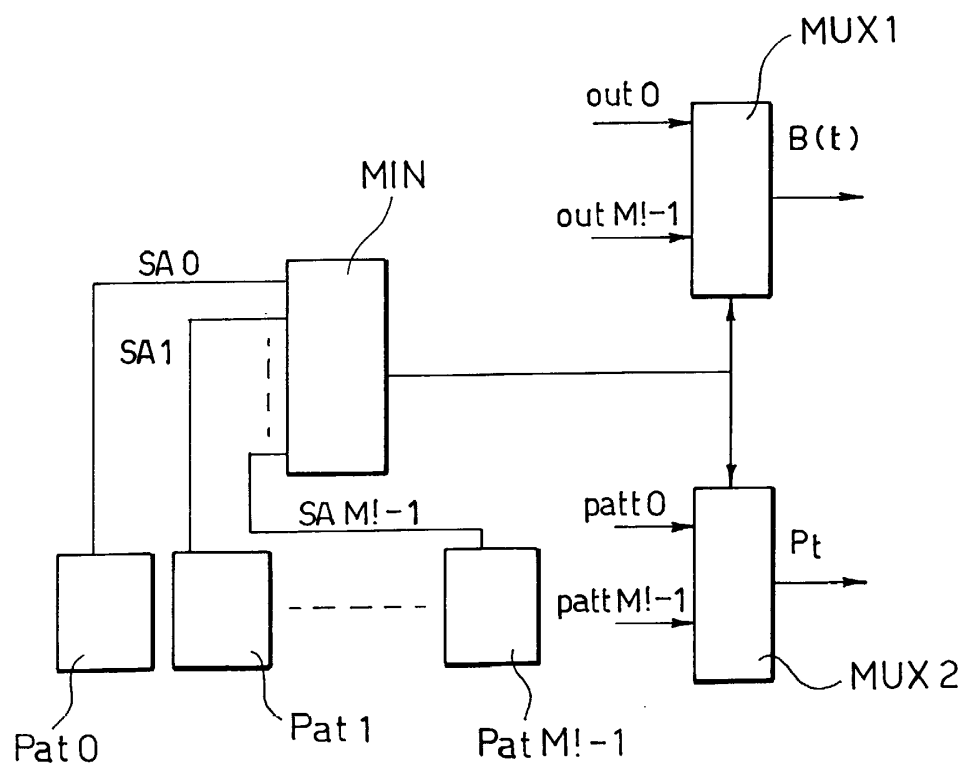 MUX1
out 0
B(t)
MIN
out M!-1
SA 0
SA 1
patt 0
SA M!-1
Pt
patt M!-1
MUX 2
Pat 1
Pat 0
Pat M!-1